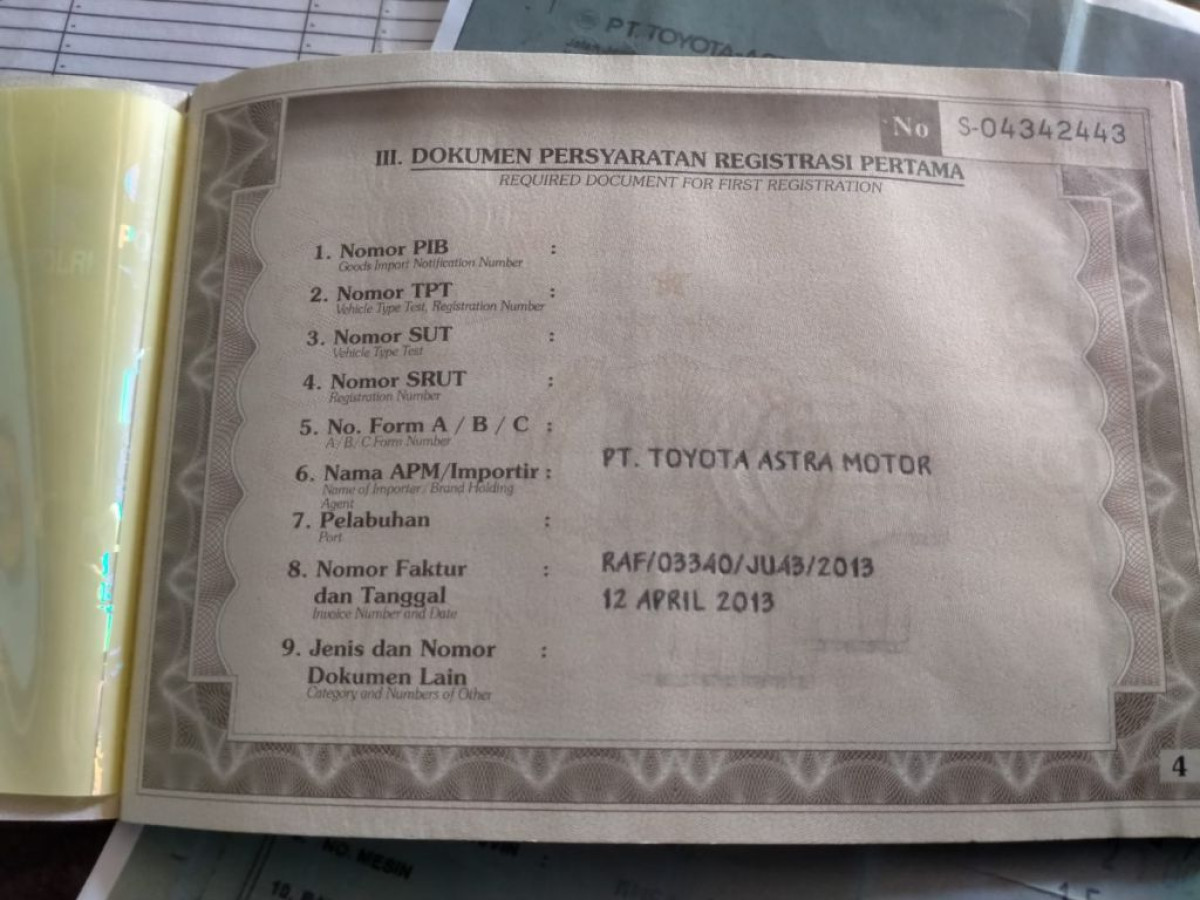 PT. TOYOTA-AS
No S-04342443
III. DOKUMEN PERSYARATAN REGISTRASI PERTAMA
REQUIRED DOCUMENT FOR FIRST REGISTRATION
1. Nomor PIB :
Goods Import Notification Number
2. Nomor TPT :
Vehicle Type Test, Registration Number
3. Nomor SUT :
Vehicle Type Test
4. Nomor SRUT :
Registration Number
5. No. Form A / B / C :
A / B / C Form Number
6. Nama APM/Importir : PT. TOYOTA ASTRA MOTOR
Name of Importer / Brand Holding
Agent
7. Pelabuhan :
Port
8. Nomor Faktur : RAF/03340/JU43/2013
dan Tanggal 12 APRIL 2013
Invoice Number and Date
9. Jenis dan Nomor :
Dokumen Lain
Category and Numbers of Other
4
NO. MESIN :